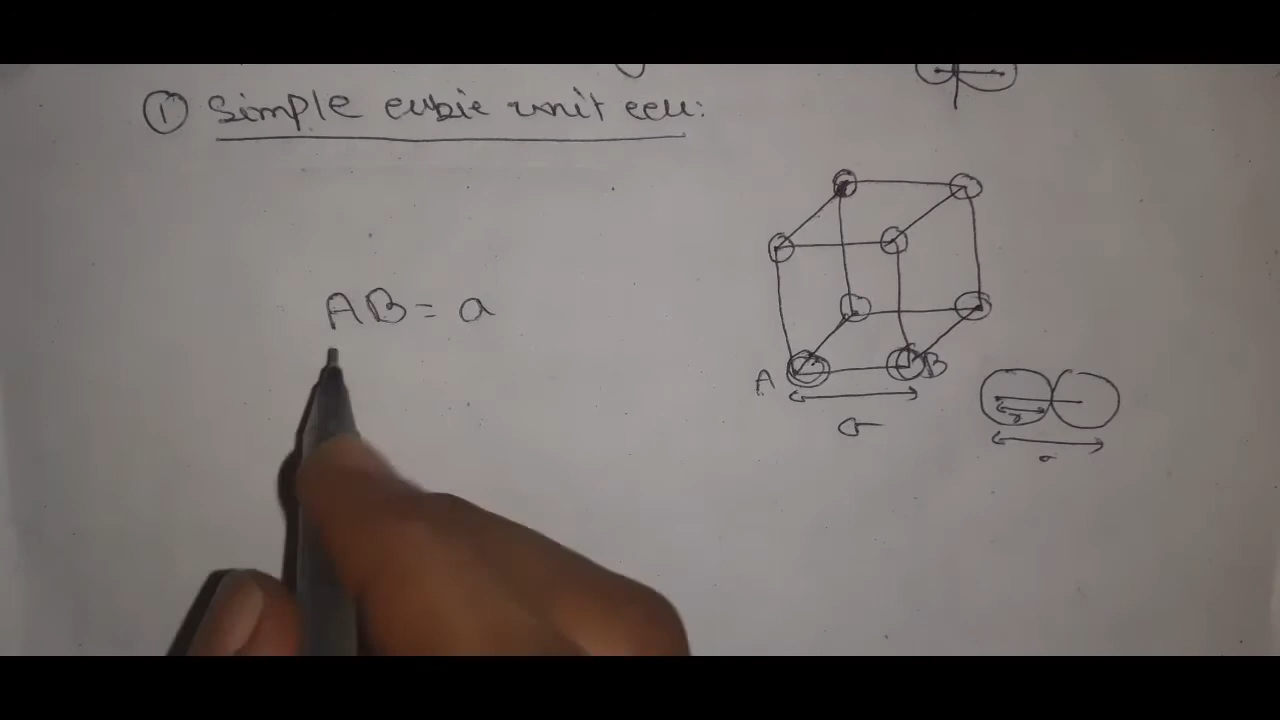 ① Simple cubic unit cell:
AB = a
A
B
a
r
a